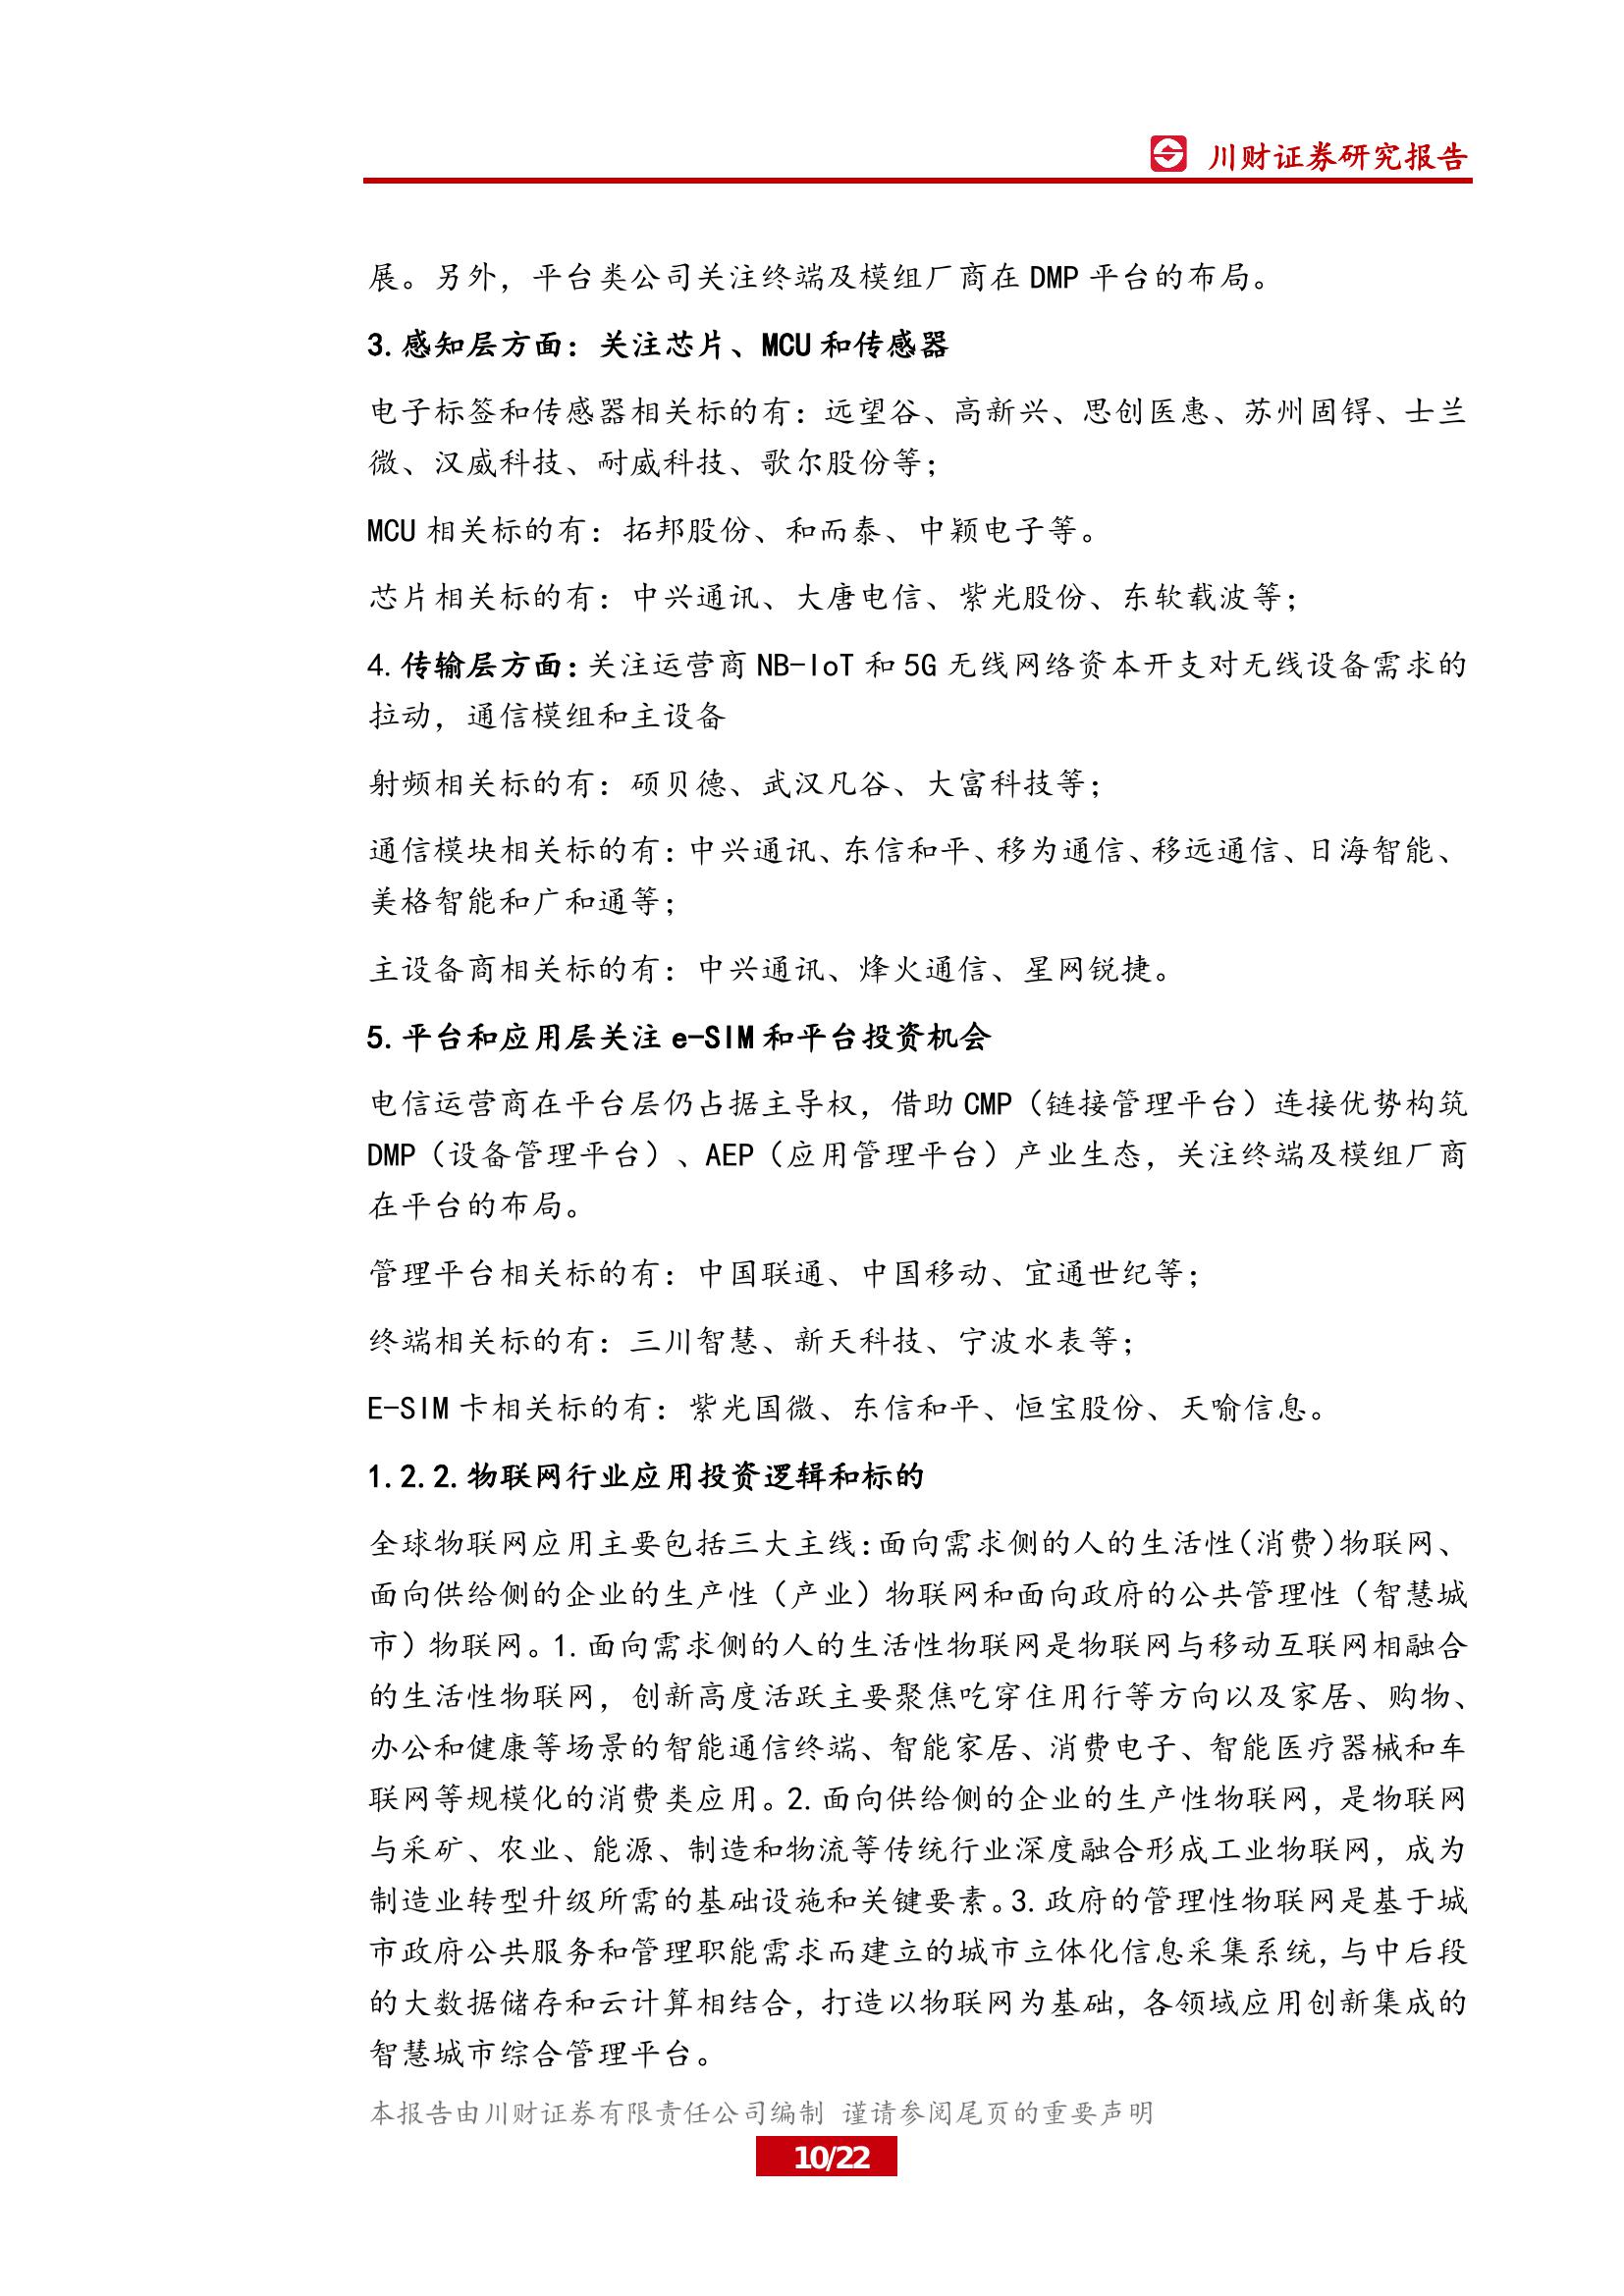 川财证券研究报告
展。另外，平台类公司关注终端及模组厂商在 DMP 平台的布局。
3.感知层方面：关注芯片、MCU 和传感器
电子标签和传感器相关标的有：远望谷、高新兴、思创医惠、苏州固锝、士兰
微、汉威科技、耐威科技、歌尔股份等；
MCU 相关标的有：拓邦股份、和而泰、中颖电子等。
芯片相关标的有：中兴通讯、大唐电信、紫光股份、东软载波等；
4.传输层方面：关注运营商 NB-IoT 和 5G 无线网络资本开支对无线设备需求的
拉动，通信模组和主设备
射频相关标的有：硕贝德、武汉凡谷、大富科技等；
通信模块相关标的有：中兴通讯、东信和平、移为通信、移远通信、日海智能、
美格智能和广和通等；
主设备商相关标的有：中兴通讯、烽火通信、星网锐捷。
5.平台和应用层关注 e-SIM 和平台投资机会
电信运营商在平台层仍占据主导权，借助 CMP（链接管理平台）连接优势构筑
DMP（设备管理平台）、AEP（应用管理平台）产业生态，关注终端及模组厂商
在平台的布局。
管理平台相关标的有：中国联通、中国移动、宜通世纪等；
终端相关标的有：三川智慧、新天科技、宁波水表等；
E-SIM 卡相关标的有：紫光国微、东信和平、恒宝股份、天喻信息。
1.2.2.物联网行业应用投资逻辑和标的
全球物联网应用主要包括三大主线：面向需求侧的人的生活性（消费）物联网、
面向供给侧的企业的生产性（产业）物联网和面向政府的公共管理性（智慧城
市）物联网。1.面向需求侧的人的生活性物联网是物联网与移动互联网相融合
的生活性物联网，创新高度活跃主要聚焦吃穿住用行等方向以及家居、购物、
办公和健康等场景的智能通信终端、智能家居、消费电子、智能医疗器械和车
联网等规模化的消费类应用。2.面向供给侧的企业的生产性物联网，是物联网
与采矿、农业、能源、制造和物流等传统行业深度融合形成工业物联网，成为
制造业转型升级所需的基础设施和关键要素。3.政府的管理性物联网是基于城
市政府公共服务和管理职能需求而建立的城市立体化信息采集系统，与中后段
的大数据储存和云计算相结合，打造以物联网为基础，各领域应用创新集成的
智慧城市综合管理平台。
本报告由川财证券有限责任公司编制 谨请参阅尾页的重要声明
10/22